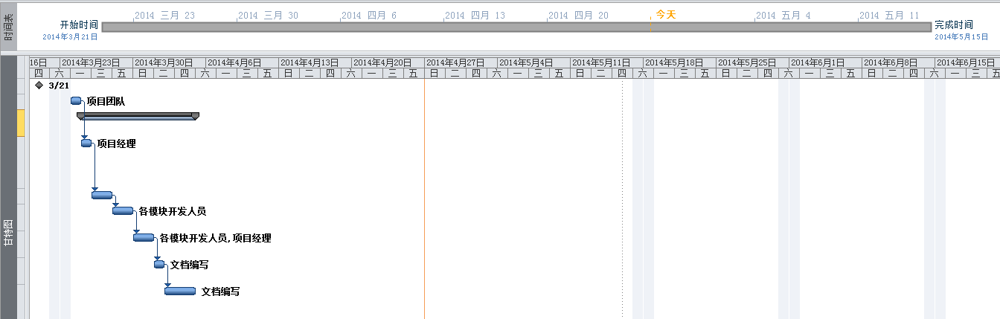 时间表
2014 三月 23 2014 三月 30 2014 四月 6 2014 四月 13 2014 四月 20 今天 2014 五月 4 2014 五月 11
开始时间
2014年3月21日
完成时间
2014年5月15日
16日 2014年3月23日 2014年3月30日 2014年4月6日 2014年4月13日 2014年4月20日 2014年4月27日 2014年5月4日 2014年5月11日 2014年5月18日 2014年5月25日 2014年6月1日 2014年6月8日 2014年6月15日
四 六 一 三 五 日 二 四 六 一 三 五 日 二 四 六 一 三 五 日 二 四 六 一 三 五 日 二 四 六 一 三 五 日 二 四 六 一 三 五 日 二 四 六 一 三 五
3/21
项目团队
项目经理
各模块开发人员
各模块开发人员,项目经理
文档编写
文档编写
甘特图